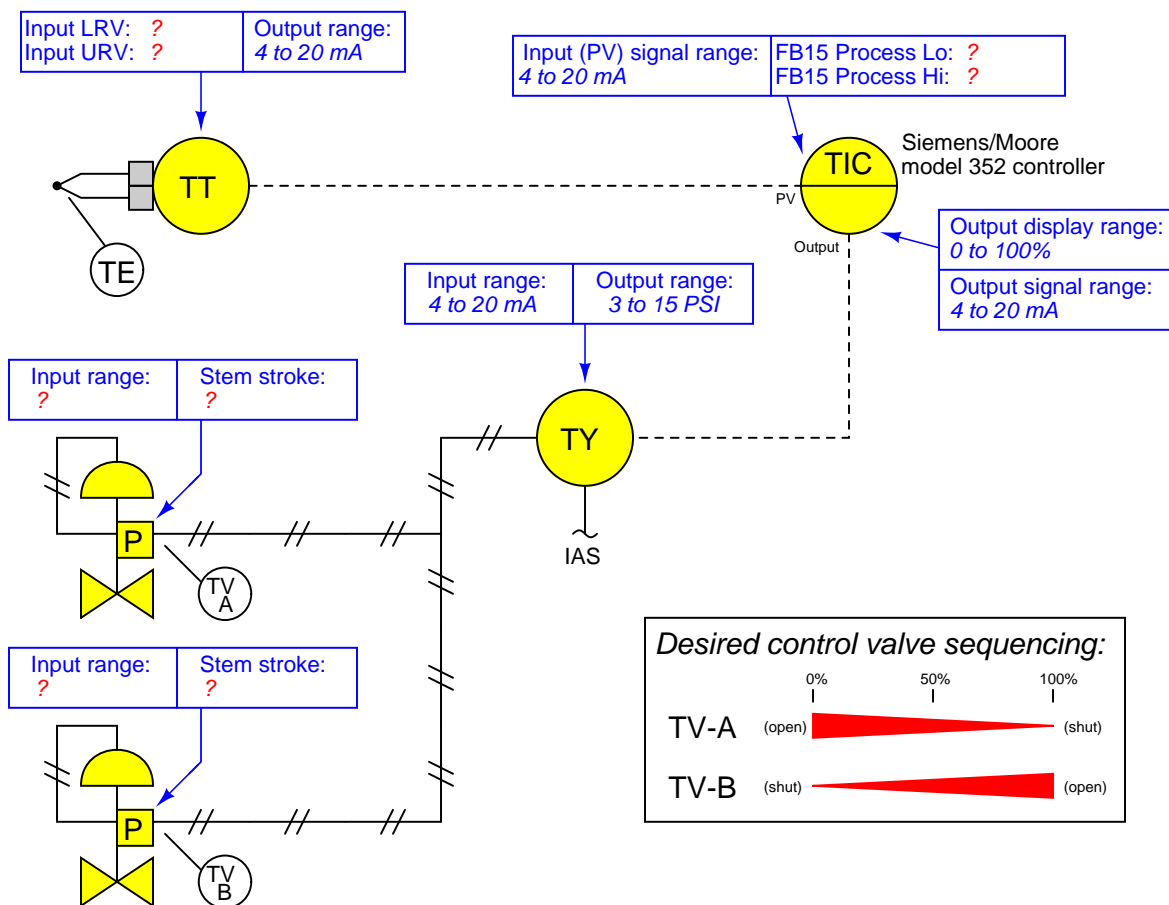 Input LRV: ?
Input URV: ?
Output range:
4 to 20 mA
Input (PV) signal range:
4 to 20 mA
FB15 Process Lo: ?
FB15 Process Hi: ?
TT
TE
TIC
PV
Output
Siemens/Moore
model 352 controller
Output display range:
0 to 100%
Output signal range:
4 to 20 mA
Input range:
4 to 20 mA
Output range:
3 to 15 PSI
TY
IAS
Input range:
?
Stem stroke:
?
P
TV
A
Input range:
?
Stem stroke:
?
P
TV
B
Desired control valve sequencing:
0% 50% 100%
TV-A (open) (shut)
TV-B (shut) (open)